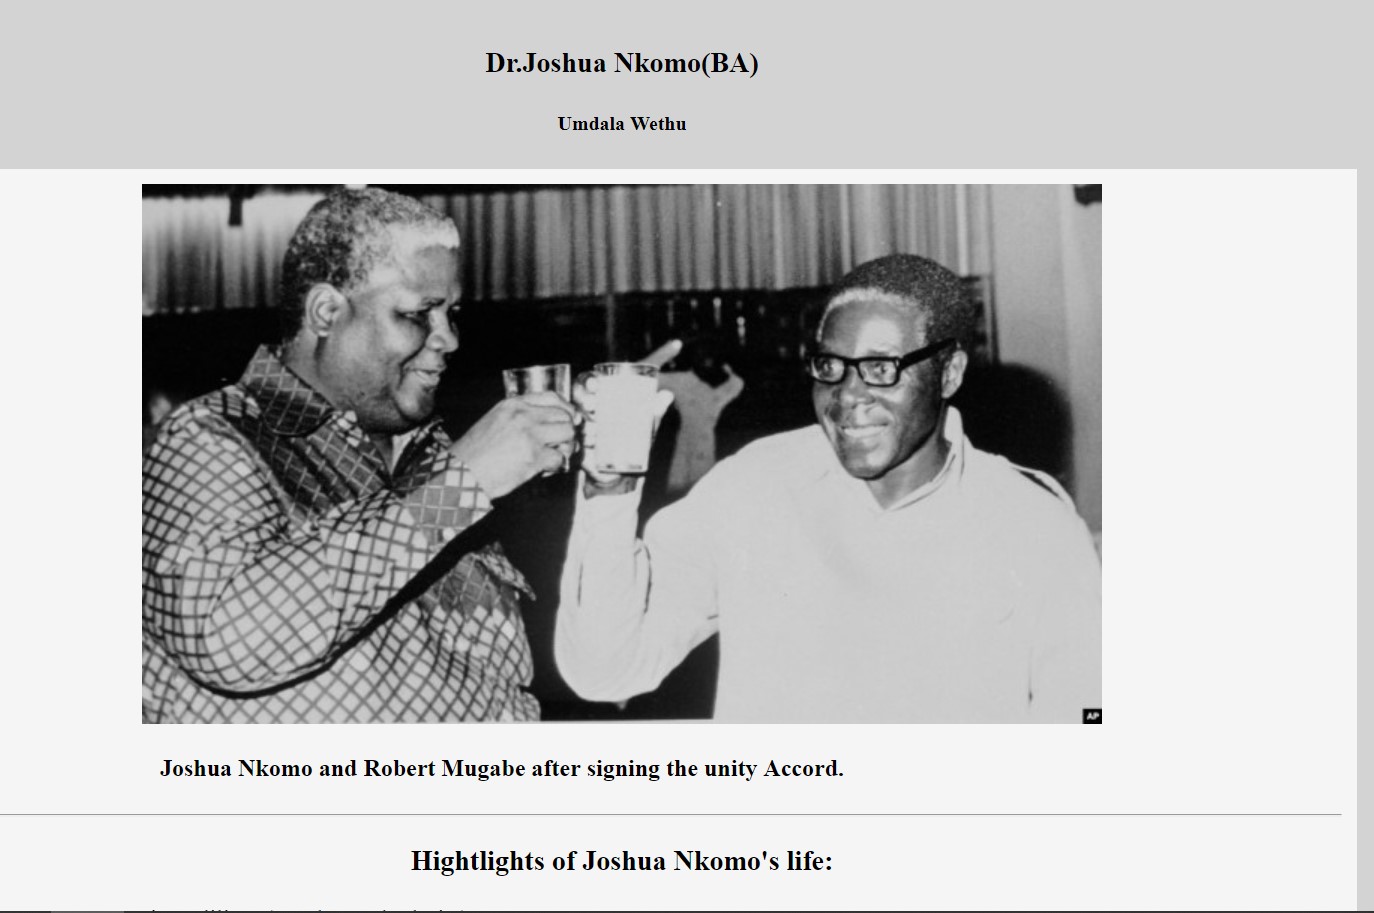 Dr.Joshua Nkomo(BA)
Umdala Wethu
AP
Joshua Nkomo and Robert Mugabe after signing the unity Accord.
Hightlights of Joshua Nkomo's life: